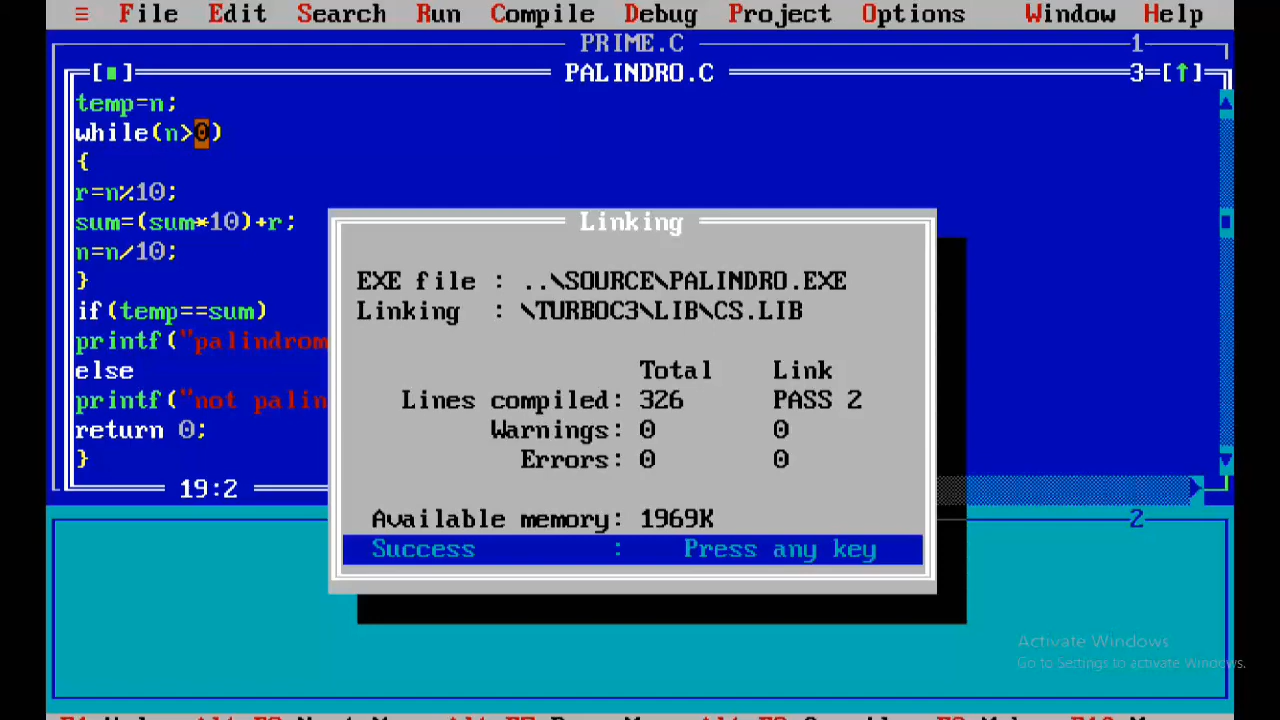 ≡ File Edit Search Run Compile Debug Project Options Window Help
PRIME.C 1
[■] PALINDRO.C 3=[↑]
temp=n;
while(n>0)
{
r=n%10;
sum=(sum*10)+r;
n=n/10;
}
if(temp==sum)
printf("palindrom
else
printf("not palin
return 0;
}
19:2
Linking
EXE file : ..\SOURCE\PALINDRO.EXE
Linking : \TURBOC3\LIB\CS.LIB
Total Link
Lines compiled: 326 PASS 2
Warnings: 0 0
Errors: 0 0
Available memory: 1969K
Success : Press any key
2
Activate Windows
Go to Settings to activate Windows.